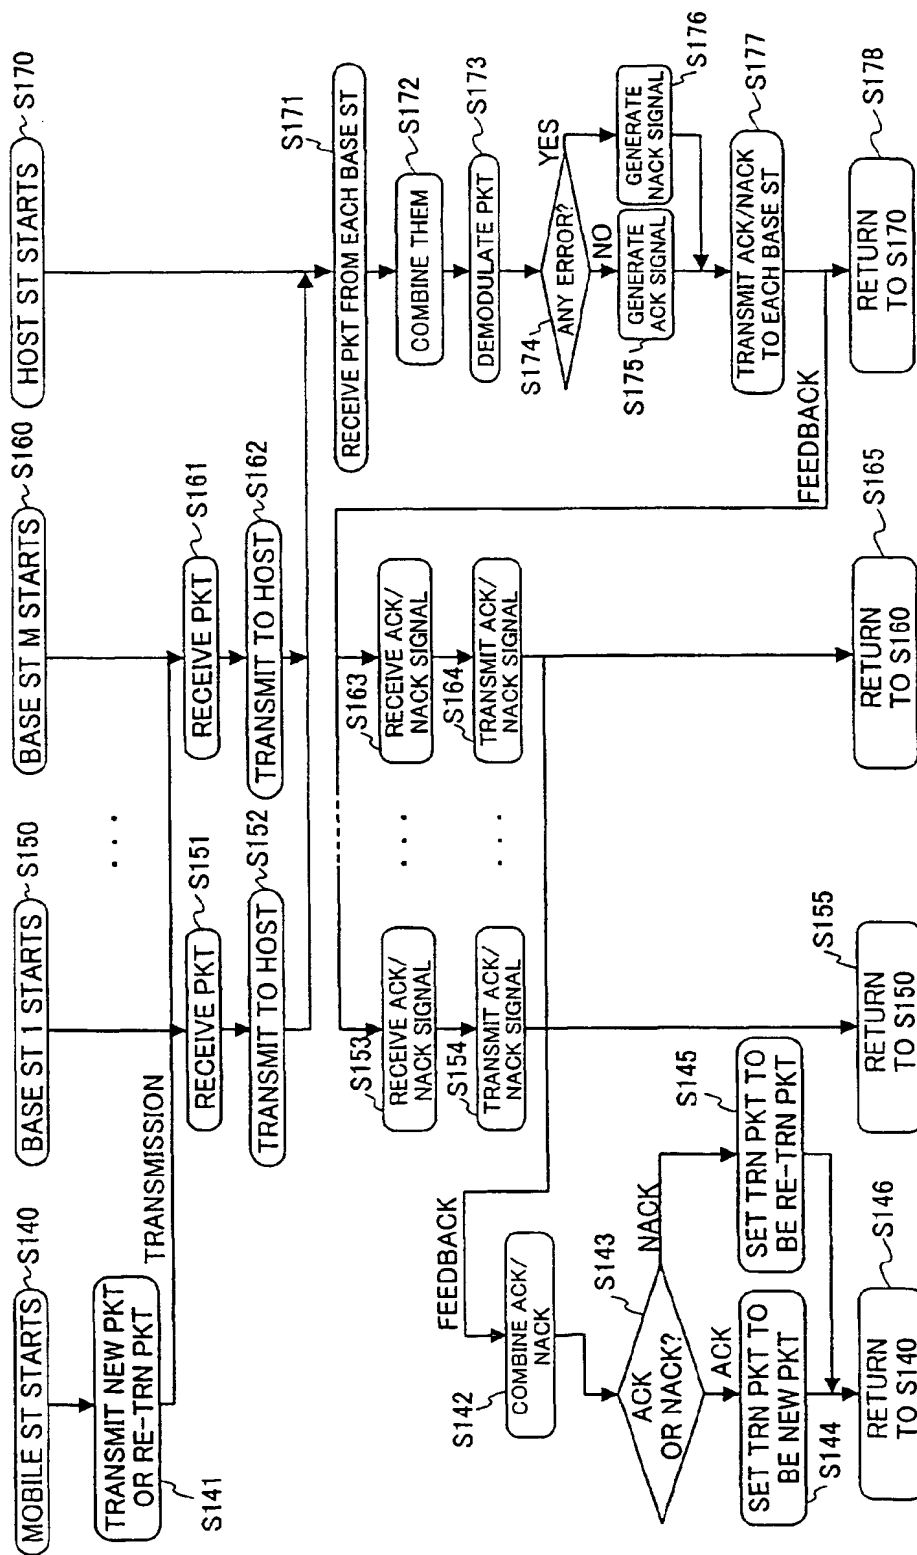 MOBILE ST STARTS
S140
TRANSMIT NEW PKT
OR RE-TRN PKT
S141
TRANSMISSION
FEEDBACK
COMBINE ACK/
NACK
S142
ACK
OR NACK?
S143
ACK
NACK
SET TRN PKT TO
BE NEW PKT
S144
SET TRN PKT TO
BE RE-TRN PKT
S145
RETURN
TO S140
S146
BASE ST 1 STARTS
S150
RECEIVE PKT
S151
TRANSMIT TO HOST
S152
RECEIVE ACK/
NACK SIGNAL
S153
TRANSMIT ACK/
NACK SIGNAL
S154
RETURN
TO S150
S155
. . .
. . .
. . .
BASE ST M STARTS
S160
RECEIVE PKT
S161
TRANSMIT TO HOST
S162
RECEIVE ACK/
NACK SIGNAL
S163
TRANSMIT ACK/
NACK SIGNAL
S164
RETURN
TO S160
S165
HOST ST STARTS
S170
RECEIVE PKT FROM EACH BASE ST
S171
COMBINE THEM
S172
DEMODULATE PKT
S173
ANY ERROR?
S174
YES
NO
GENERATE
ACK SIGNAL
S175
GENERATE
NACK SIGNAL
S176
TRANSMIT ACK/NACK
TO EACH BASE ST
S177
FEEDBACK
RETURN
TO S170
S178